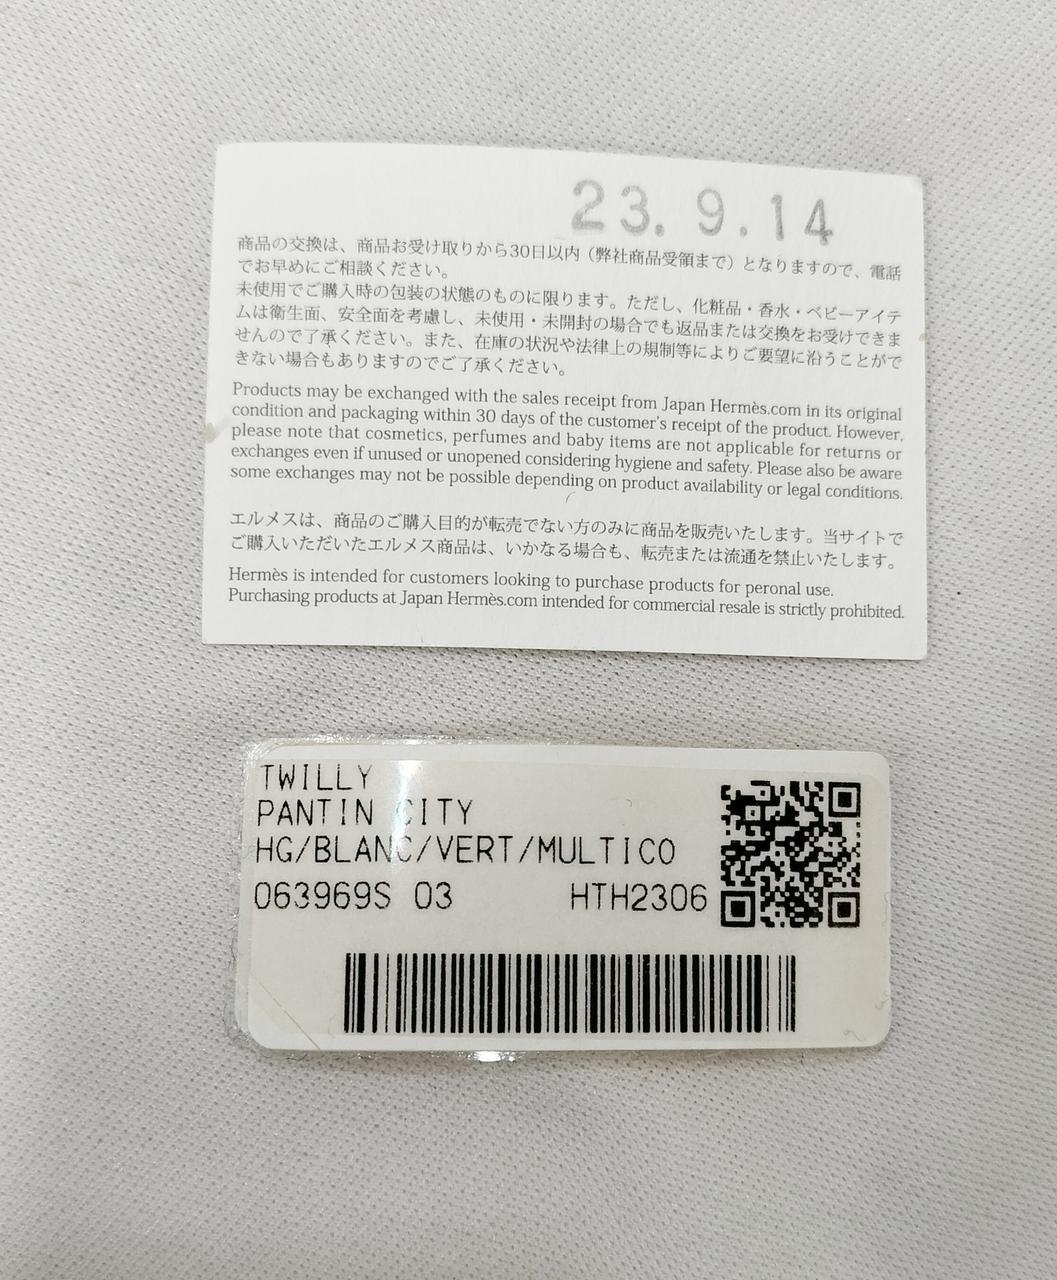 23. 9.14
商品の交換は、商品お受け取りから30日以内（弊社商品受領まで）となりますので、電話
でお早めにご相談ください。
未使用でご購入時の包装の状態のものに限ります。ただし、化粧品・香水・ベビーアイテ
ムは衛生面、安全面を考慮し、未使用・未開封の場合でも返品または交換をお受けできま
せんので了承ください。また、在庫の状況や法律上の規制等によりご要望に沿うことがで
きない場合もありますのでご了承ください。
Products may be exchanged with the sales receipt from Japan Hermès.com in its original
condition and packaging within 30 days of the customer's receipt of the product. However,
please note that cosmetics, perfumes and baby items are not applicable for returns or
exchanges even if unused or unopened considering hygiene and safety. Please also be aware
some exchanges may not be possible depending on product availability or legal conditions.
エルメスは、商品のご購入目的が転売でない方のみに商品を販売いたします。当サイトで
ご購入いただいたエルメス商品は、いかなる場合も、転売または流通を禁止いたします。
Hermès is intended for customers looking to purchase products for peronal use.
Purchasing products at Japan Hermès.com intended for commercial resale is strictly prohibited.
TWILLY
PANTIN CITY
HG/BLANC/VERT/MULTICO
063969S 03 HTH2306